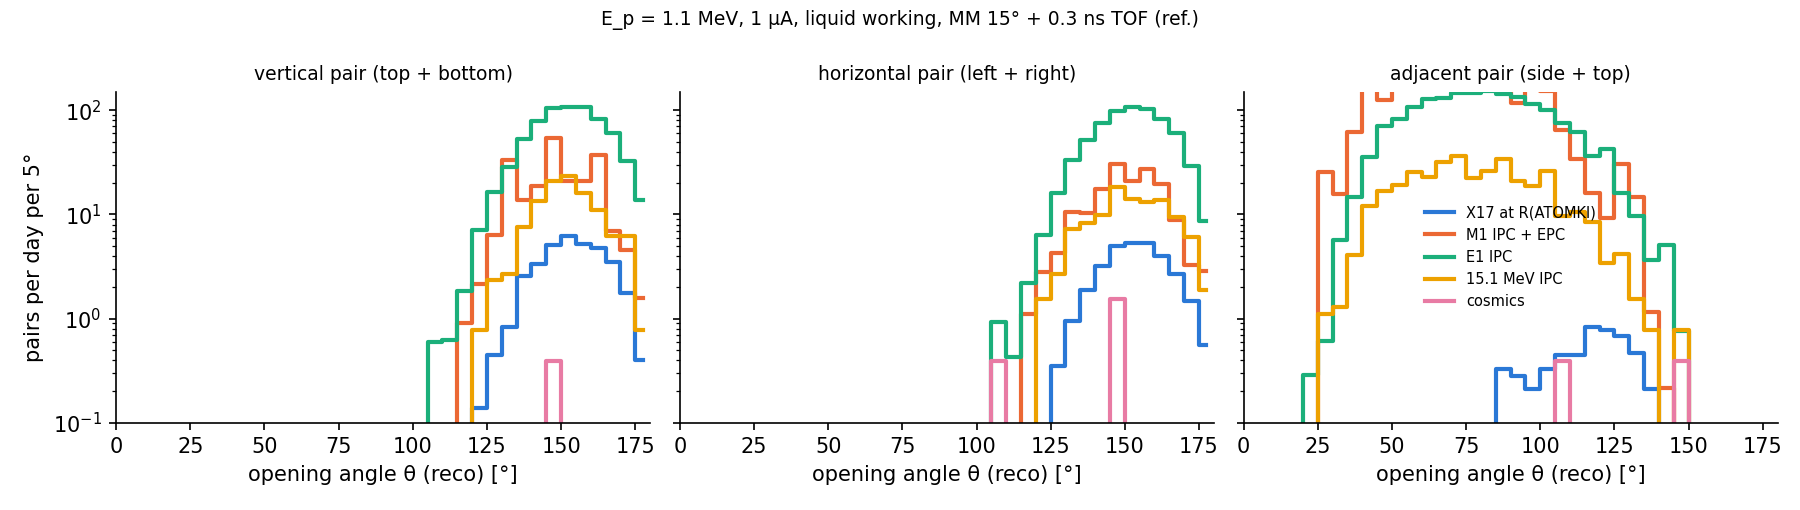 E_p = 1.1 MeV, 1 µA, liquid working, MM 15° + 0.3 ns TOF (ref.)
vertical pair (top + bottom)
horizontal pair (left + right)
adjacent pair (side + top)
pairs per day per 5°
10²
10¹
10⁰
10⁻¹
0 25 50 75 100 125 150 175
0 25 50 75 100 125 150 175
0 25 50 75 100 125 150 175
opening angle θ (reco) [°]
opening angle θ (reco) [°]
opening angle θ (reco) [°]
X17 at R(ATOMKI)
M1 IPC + EPC
E1 IPC
15.1 MeV IPC
cosmics